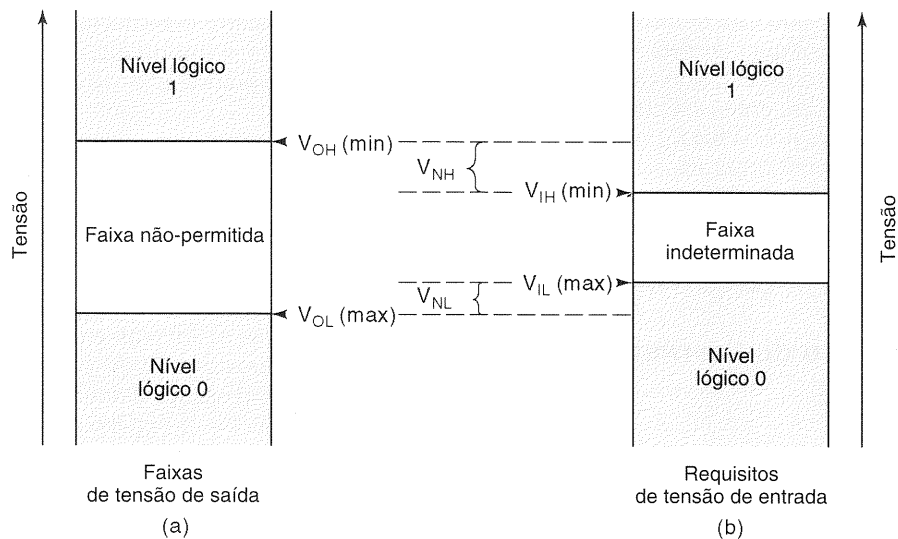 Nível lógico
1
Faixa não-permitida
Nível
lógico 0
Tensão
Faixas
de tensão de saída
(a)
V_OH (min)
V_NH
V_IH (min)
V_IL (max)
V_NL
V_OL (max)
Nível lógico
1
Faixa
indeterminada
Nível
lógico 0
Tensão
Requisitos
de tensão de entrada
(b)